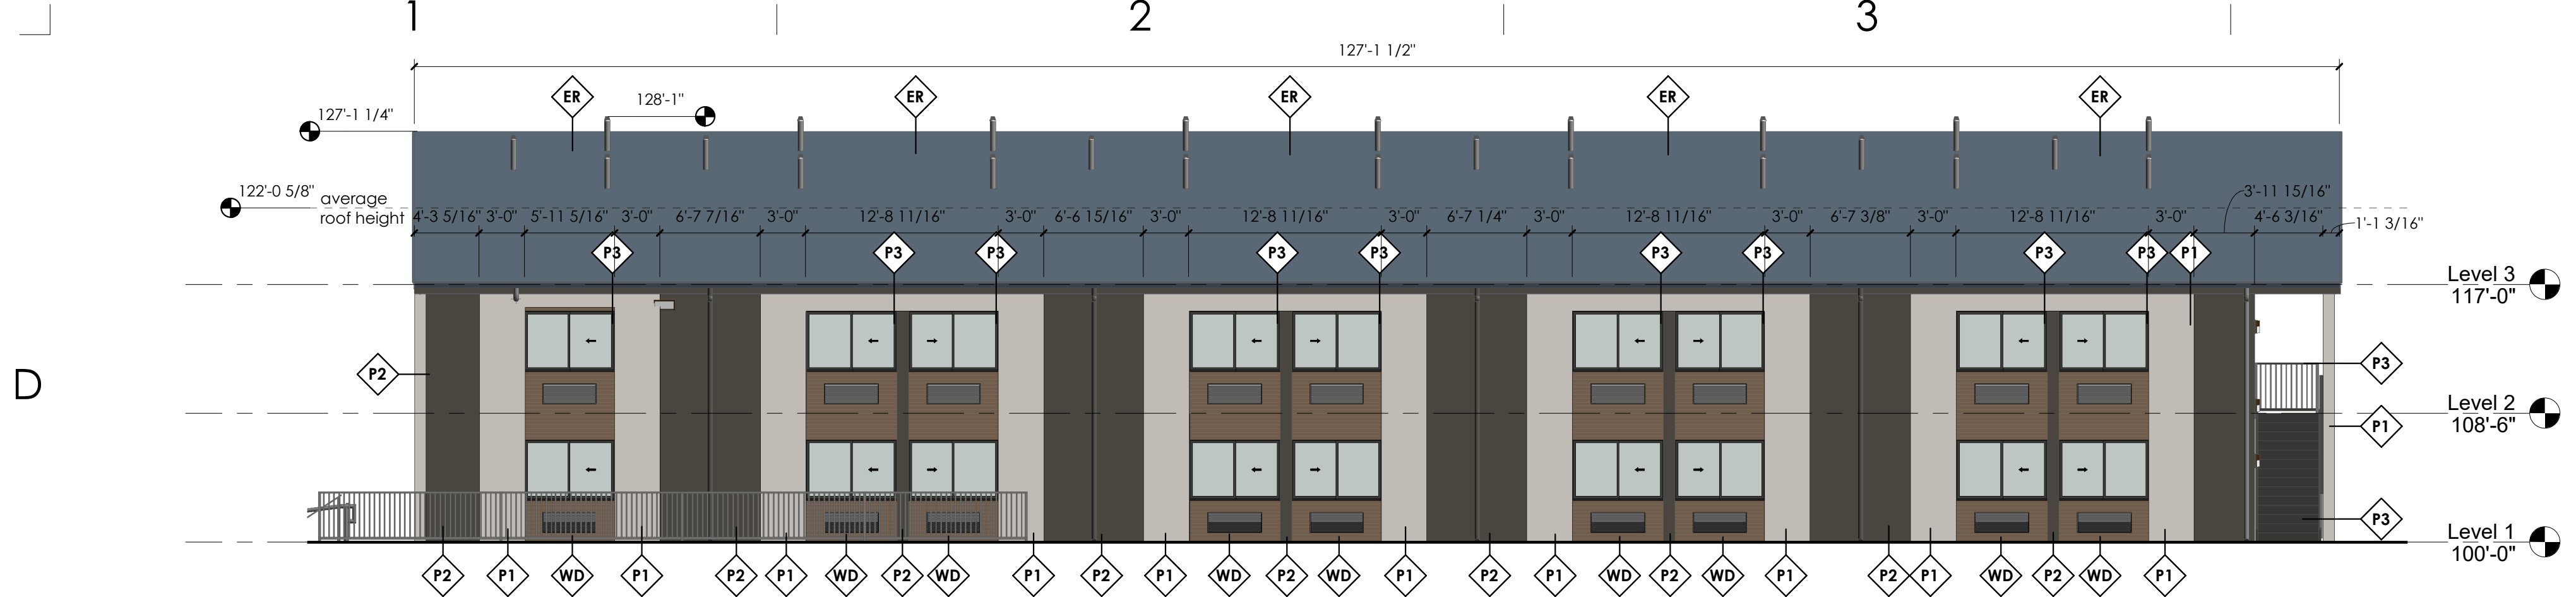 1 2 3
127'-1 1/2"
ER ER ER ER ER
128'-1"
127'-1 1/4"
122'-0 5/8" average
roof height
3'-11 15/16"
4'-3 5/16" 3'-0" 5'-11 5/16" 3'-0" 6'-7 7/16" 3'-0" 12'-8 11/16" 3'-0" 6'-6 15/16" 3'-0" 12'-8 11/16" 3'-0" 6'-7 1/4" 3'-0" 12'-8 11/16" 3'-0" 6'-7 3/8" 3'-0" 12'-8 11/16" 3'-0" 4'-6 3/16"
1'-1 3/16"
P3 P3 P3 P3 P3 P3 P3 P3 P3 P1
Level 3
117'-0"
P2 P3
D
Level 2
108'-6"
P1
P3
Level 1
100'-0"
P2 P1 WD P1 P2 P1 WD P2 WD P1 P2 P1 WD P2 WD P1 P2 P1 WD P2 WD P1 P2 P1 WD P2 WD P1